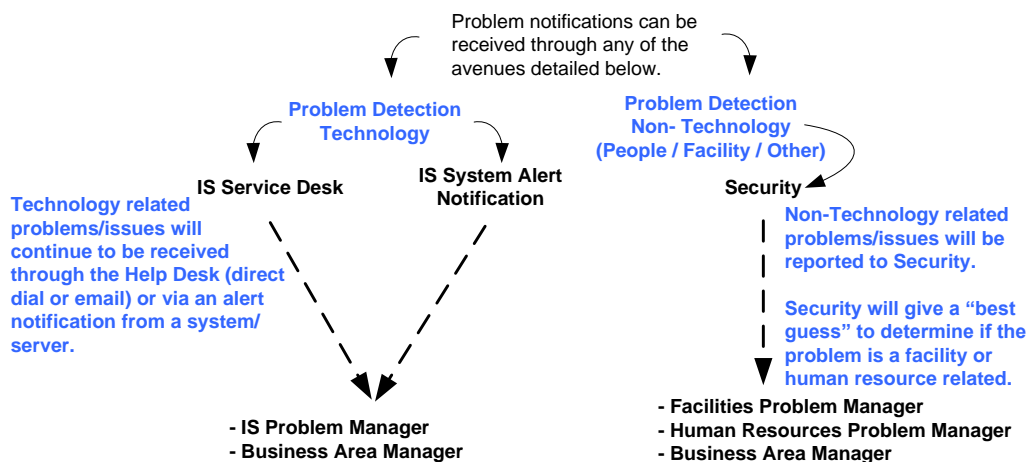 Problem notifications can be
received through any of the
avenues detailed below.
Problem Detection
Technology
Problem Detection
Non- Technology
(People / Facility / Other)
IS Service Desk
IS System Alert
Notification
Security
Technology related
problems/issues will
continue to be received
through the Help Desk (direct
dial or email) or via an alert
notification from a system/
server.
Non-Technology related
problems/issues will be
reported to Security.
Security will give a “best
guess” to determine if the
problem is a facility or
human resource related.
- IS Problem Manager
- Business Area Manager
- Facilities Problem Manager
- Human Resources Problem Manager
- Business Area Manager